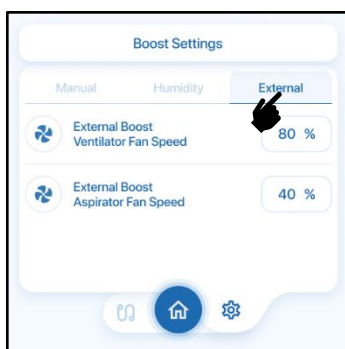 Boost Settings
Manual Humidity External
External Boost
Ventilator Fan Speed
80 %
External Boost
Aspirator Fan Speed
40 %